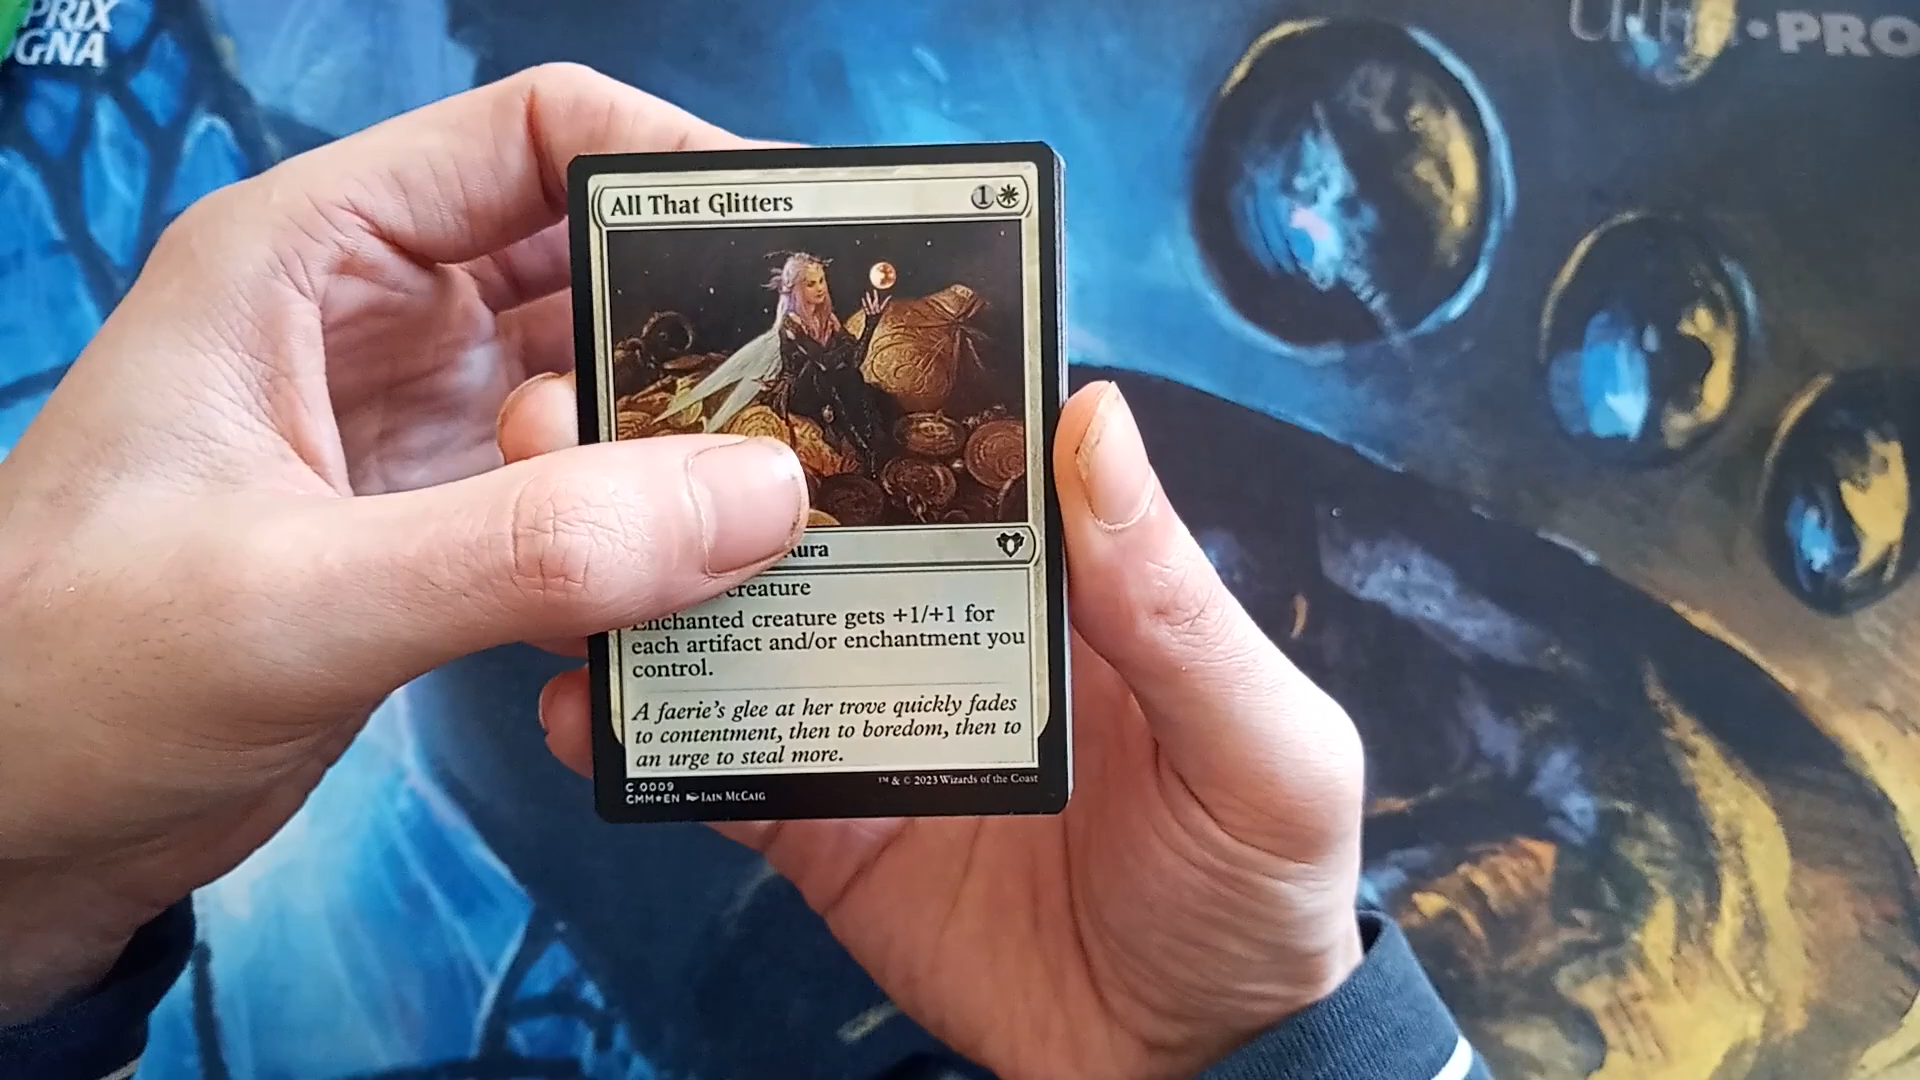 PRIX
GNA
Ultra•PRO
All That Glitters
1
Aura
creature
Enchanted creature gets +1/+1 for
each artifact and/or enchantment you
control.
A faerie's glee at her trove quickly fades
to contentment, then to boredom, then to
an urge to steal more.
C 0009
CMM★EN IAIN McCAIG
™ & © 2023 Wizards of the Coast